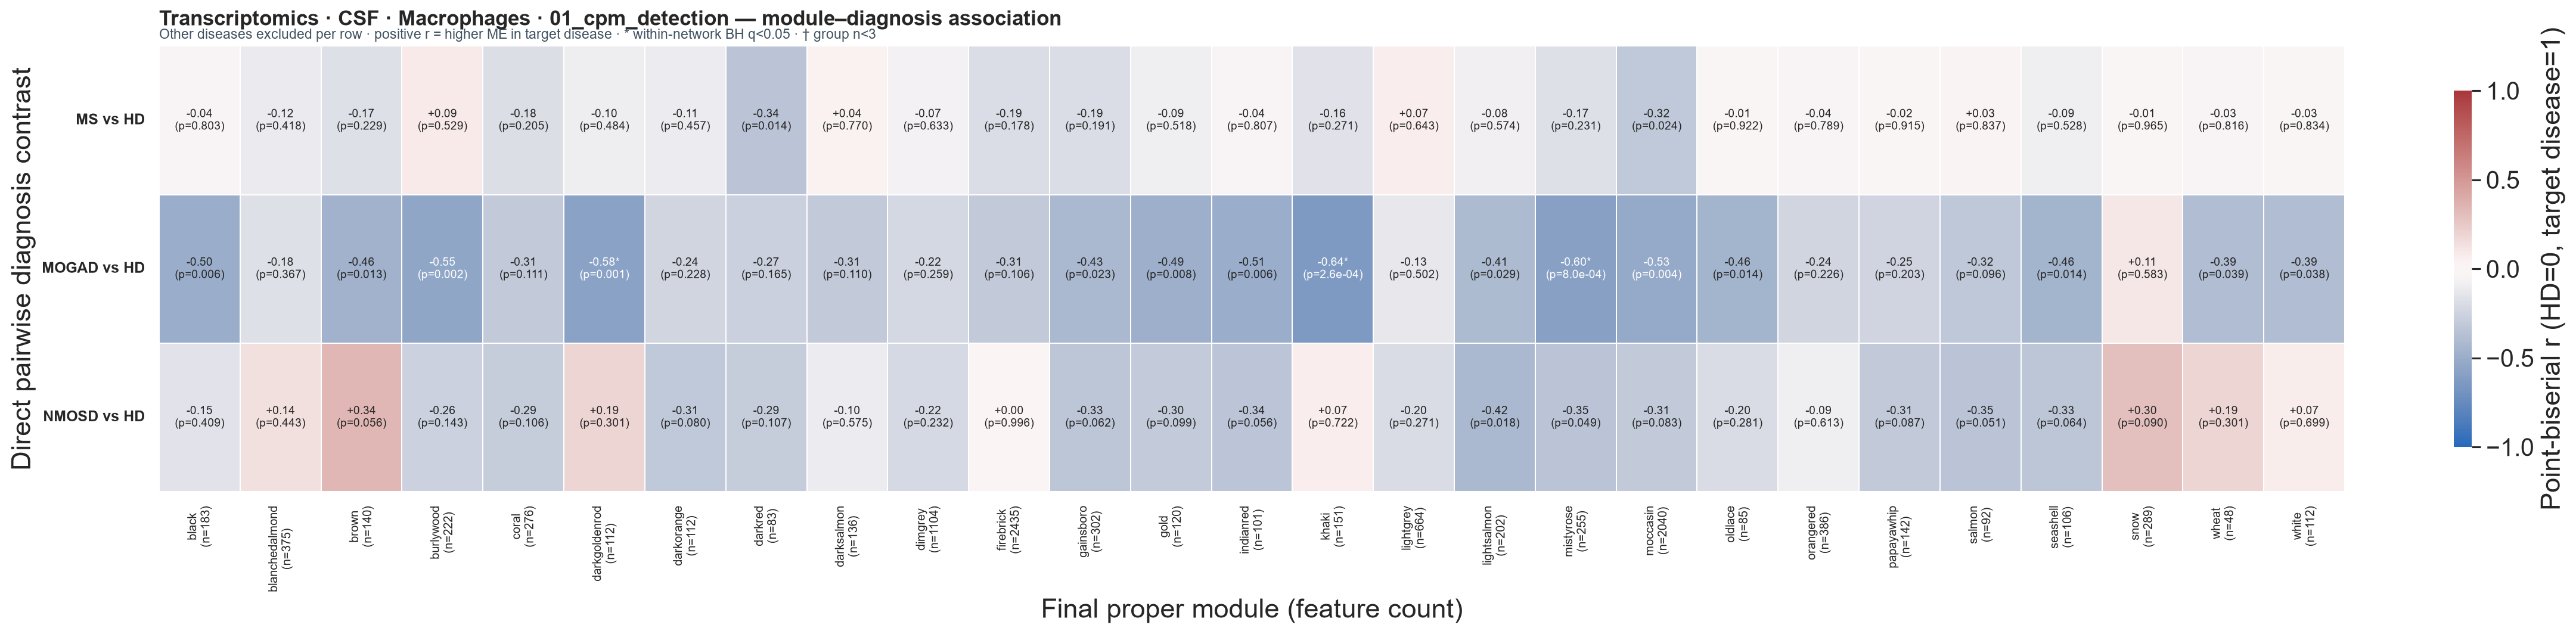 Transcriptomics · CSF · Macrophages · 01_cpm_detection — module–diagnosis association
Other diseases excluded per row · positive r = higher ME in target disease · * within-network BH q<0.05 · † group n<3
Direct pairwise diagnosis contrast
MS vs HD
-0.04 -0.12 -0.17 +0.09 -0.18 -0.10 -0.11 -0.34 +0.04 -0.07 -0.19 -0.19 -0.09 -0.04 -0.16 +0.07 -0.08 -0.17 -0.32 -0.01 -0.04 -0.02 +0.03 -0.09 -0.01 -0.03 -0.03
(p=0.803) (p=0.418) (p=0.229) (p=0.529) (p=0.205) (p=0.484) (p=0.457) (p=0.014) (p=0.770) (p=0.633) (p=0.178) (p=0.191) (p=0.518) (p=0.807) (p=0.271) (p=0.643) (p=0.574) (p=0.231) (p=0.024) (p=0.922) (p=0.789) (p=0.915) (p=0.837) (p=0.528) (p=0.965) (p=0.816) (p=0.834)
MOGAD vs HD
-0.50 -0.18 -0.46 -0.55 -0.31 -0.58* -0.24 -0.27 -0.31 -0.22 -0.31 -0.43 -0.49 -0.51 -0.64* -0.13 -0.41 -0.60* -0.53 -0.46 -0.24 -0.25 -0.32 -0.46 +0.11 -0.39 -0.39
(p=0.006) (p=0.367) (p=0.013) (p=0.002) (p=0.111) (p=0.001) (p=0.228) (p=0.165) (p=0.110) (p=0.259) (p=0.106) (p=0.023) (p=0.008) (p=0.006) (p=2.6e-04) (p=0.502) (p=0.029) (p=8.0e-04) (p=0.004) (p=0.014) (p=0.226) (p=0.203) (p=0.096) (p=0.014) (p=0.583) (p=0.039) (p=0.038)
NMOSD vs HD
-0.15 +0.14 +0.34 -0.26 -0.29 +0.19 -0.31 -0.29 -0.10 -0.22 +0.00 -0.33 -0.30 -0.34 +0.07 -0.20 -0.42 -0.35 -0.31 -0.20 -0.09 -0.31 -0.35 -0.33 +0.30 +0.19 +0.07
(p=0.409) (p=0.443) (p=0.056) (p=0.143) (p=0.106) (p=0.301) (p=0.080) (p=0.107) (p=0.575) (p=0.232) (p=0.996) (p=0.062) (p=0.099) (p=0.056) (p=0.722) (p=0.271) (p=0.018) (p=0.049) (p=0.083) (p=0.281) (p=0.613) (p=0.087) (p=0.051) (p=0.064) (p=0.090) (p=0.301) (p=0.699)
black
(n=183)
blanchedalmond
(n=375)
brown
(n=140)
burlywood
(n=222)
coral
(n=276)
darkgoldenrod
(n=112)
darkorange
(n=112)
darkred
(n=83)
darksalmon
(n=136)
dimgrey
(n=1104)
firebrick
(n=2435)
gainsboro
(n=302)
gold
(n=120)
indianred
(n=101)
khaki
(n=151)
lightgrey
(n=664)
lightsalmon
(n=202)
mistyrose
(n=255)
moccasin
(n=2040)
oldlace
(n=85)
orangered
(n=386)
papayawhip
(n=142)
salmon
(n=92)
seashell
(n=106)
snow
(n=289)
wheat
(n=48)
white
(n=112)
Final proper module (feature count)
1.0
0.5
0.0
−0.5
−1.0
Point-biserial r (HD=0, target disease=1)